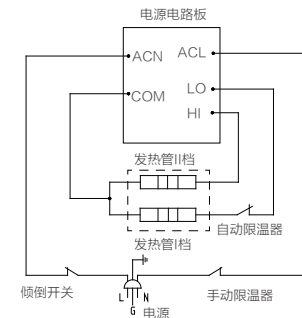 电源电路板
ACN
ACL
COM
LO
HI
发热管II档
发热管I档
自动限温器
倾倒开关
L
N
G
电源
手动限温器